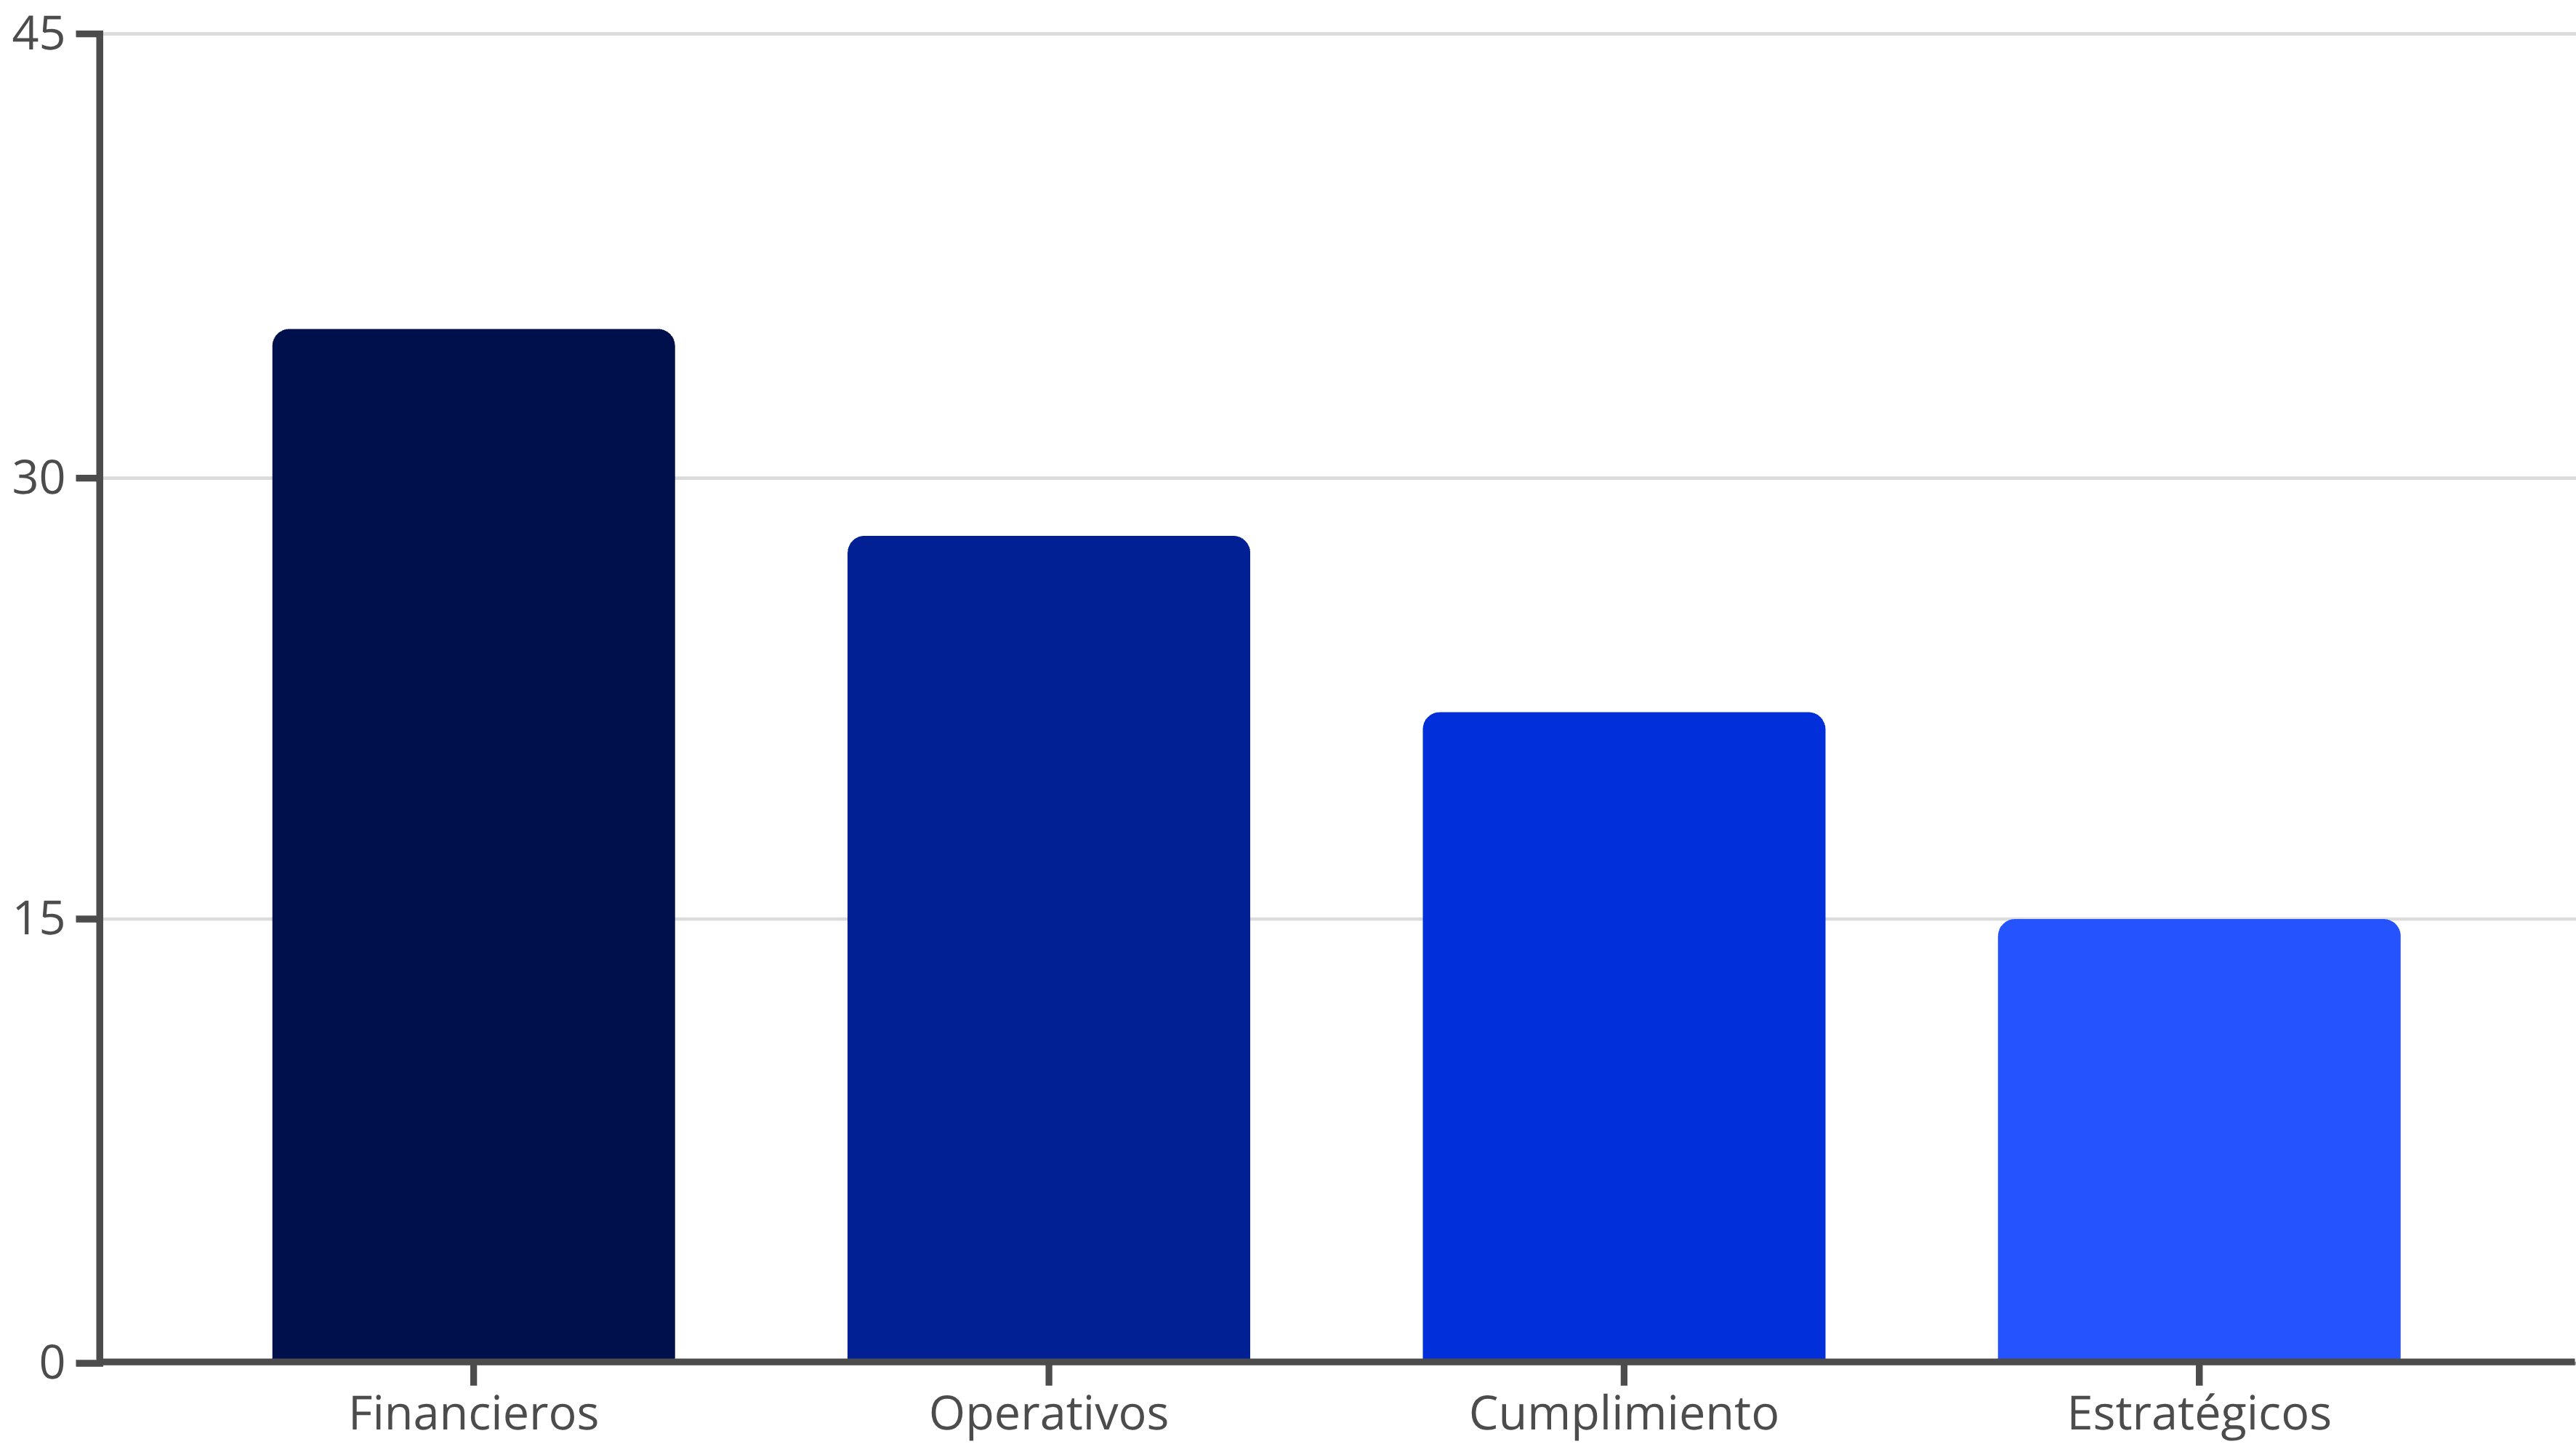 45
30
15
0
Financieros
Operativos
Cumplimiento
Estratégicos